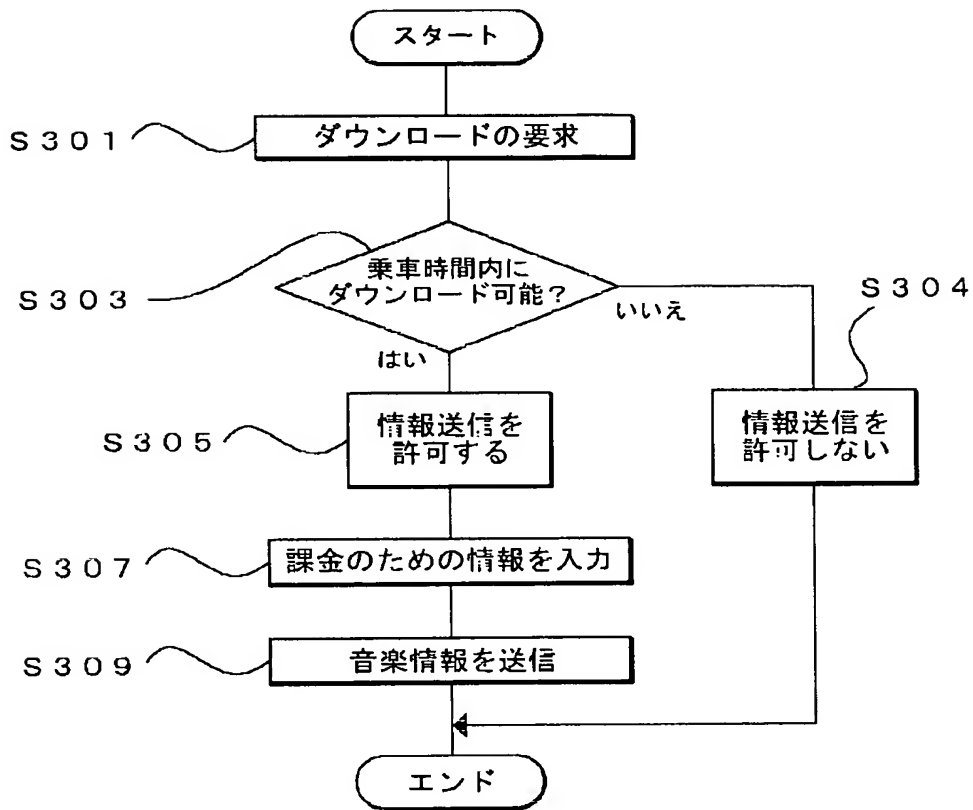 スタート
S301
ダウンロードの要求
S303
乗車時間内に
ダウンロード可能?
いいえ
S304
はい
S305
情報送信を
許可する
情報送信を
許可しない
S307
課金のための情報を入力
S309
音楽情報を送信
エンド